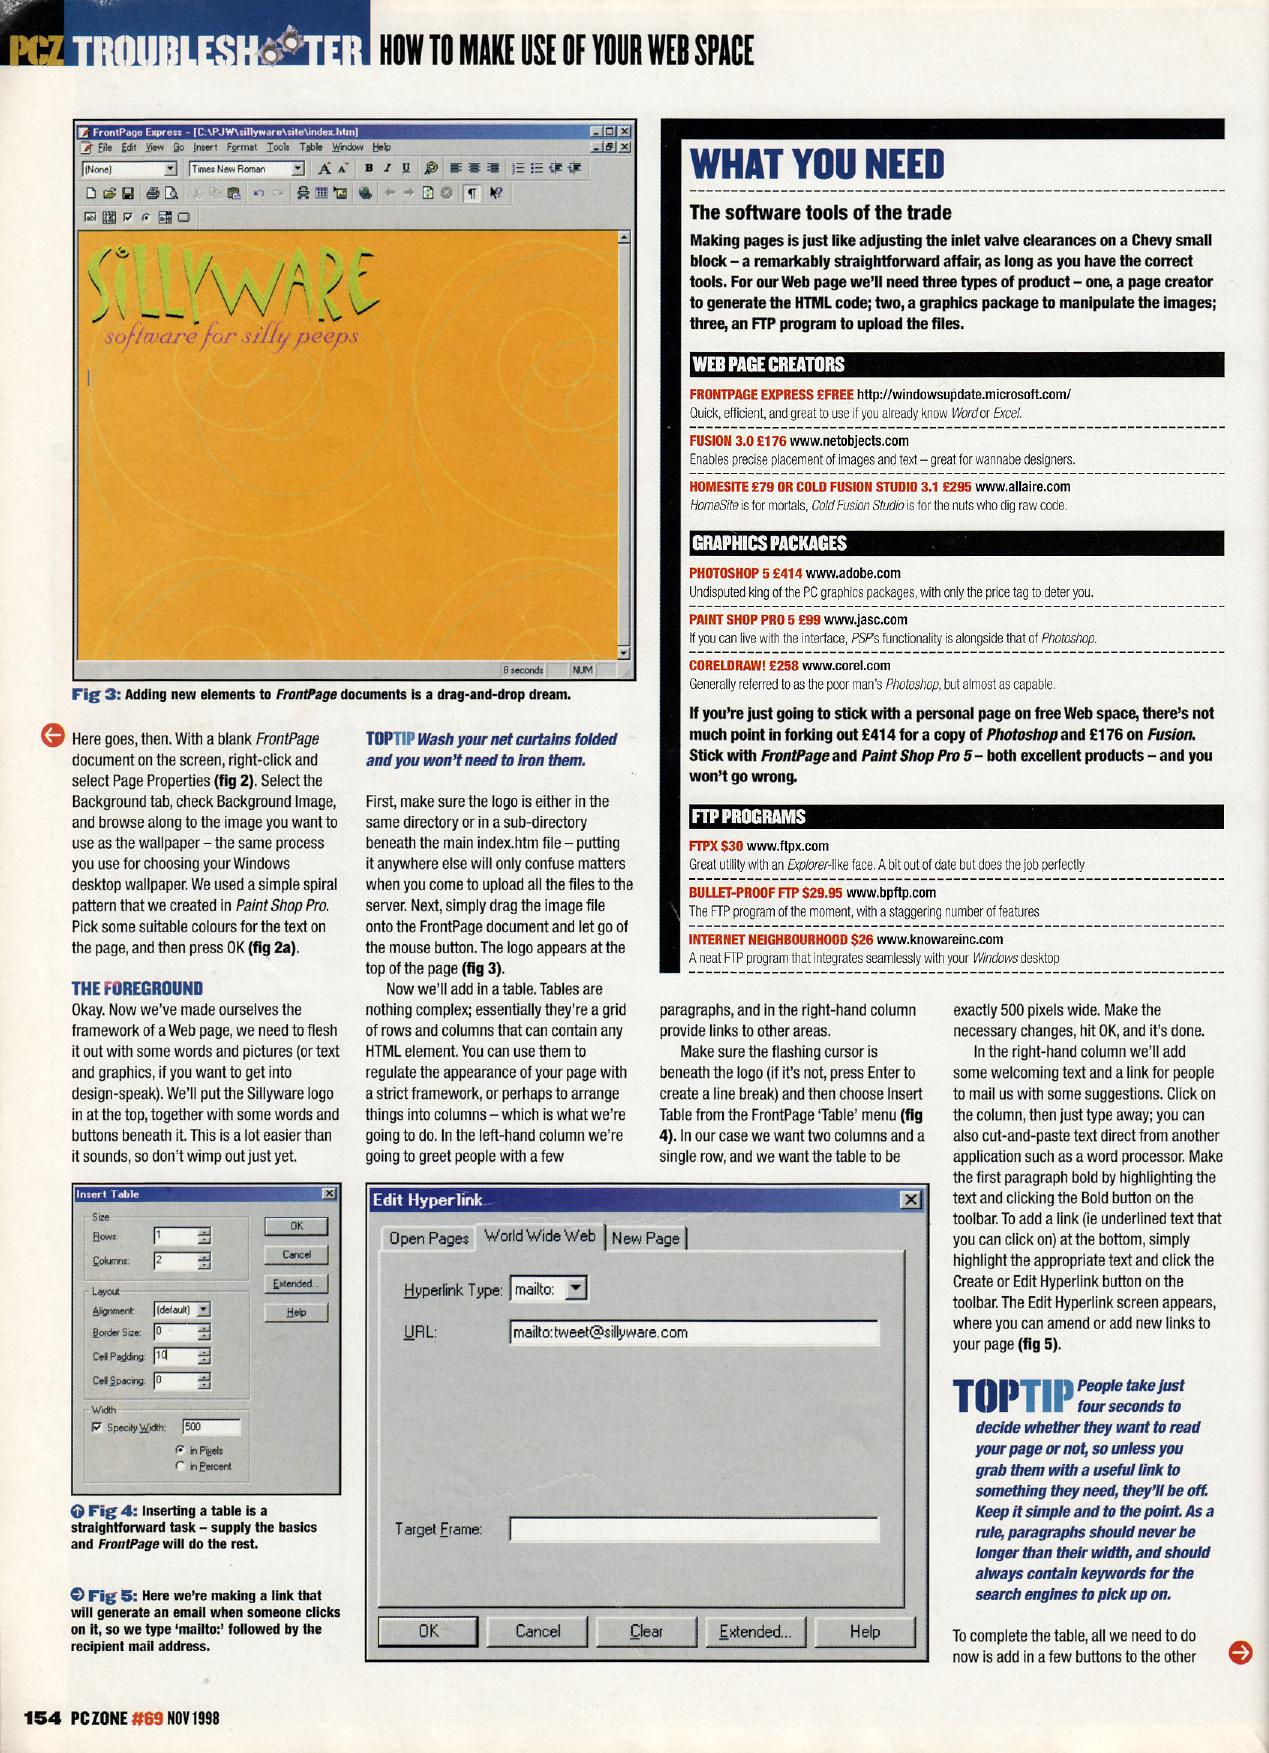 PCZ TROUBLESHOOTER HOW TO MAKE USE OF YOUR WEB SPACE
FrontPage Express - [C:\PJW\sillyware\site\index.htm]
File Edit View Go Insert Format Tools Table Window Help
(None) Times New Roman
SiLLYWARE
software for silly peeps
8 seconds NUM
Fig 3: Adding new elements to FrontPage documents is a drag-and-drop dream.
Here goes, then. With a blank FrontPage
document on the screen, right-click and
select Page Properties (fig 2). Select the
Background tab, check Background Image,
and browse along to the image you want to
use as the wallpaper – the same process
you use for choosing your Windows
desktop wallpaper. We used a simple spiral
pattern that we created in Paint Shop Pro.
Pick some suitable colours for the text on
the page, and then press OK (fig 2a).
THE FOREGROUND
Okay. Now we've made ourselves the
framework of a Web page, we need to flesh
it out with some words and pictures (or text
and graphics, if you want to get into
design-speak). We'll put the Sillyware logo
in at the top, together with some words and
buttons beneath it. This is a lot easier than
it sounds, so don't wimp out just yet.
TOPTIP Wash your net curtains folded
and you won't need to iron them.
First, make sure the logo is either in the
same directory or in a sub-directory
beneath the main index.htm file – putting
it anywhere else will only confuse matters
when you come to upload all the files to the
server. Next, simply drag the image file
onto the FrontPage document and let go of
the mouse button. The logo appears at the
top of the page (fig 3).
Now we'll add in a table. Tables are
nothing complex; essentially they're a grid
of rows and columns that can contain any
HTML element. You can use them to
regulate the appearance of your page with
a strict framework, or perhaps to arrange
things into columns – which is what we're
going to do. In the left-hand column we're
going to greet people with a few
WHAT YOU NEED
The software tools of the trade
Making pages is just like adjusting the inlet valve clearances on a Chevy small
block – a remarkably straightforward affair, as long as you have the correct
tools. For our Web page we'll need three types of product – one, a page creator
to generate the HTML code; two, a graphics package to manipulate the images;
three, an FTP program to upload the files.
WEB PAGE CREATORS
FRONTPAGE EXPRESS £FREE http://windowsupdate.microsoft.com/
Quick, efficient, and great to use if you already know Word or Excel.
FUSION 3.0 £176 www.netobjects.com
Enables precise placement of images and text – great for wannabe designers.
HOMESITE £79 OR COLD FUSION STUDIO 3.1 £295 www.allaire.com
HomeSite is for mortals, Cold Fusion Studio is for the nuts who dig raw code.
GRAPHICS PACKAGES
PHOTOSHOP 5 £414 www.adobe.com
Undisputed king of the PC graphics packages, with only the price tag to deter you.
PAINT SHOP PRO 5 £99 www.jasc.com
If you can live with the interface, PSP's functionality is alongside that of Photoshop.
CORELDRAW! £258 www.corel.com
Generally referred to as the poor man's Photoshop, but almost as capable.
If you're just going to stick with a personal page on free Web space, there's not
much point in forking out £414 for a copy of Photoshop and £176 on Fusion.
Stick with FrontPage and Paint Shop Pro 5 – both excellent products – and you
won't go wrong.
FTP PROGRAMS
FTPX $30 www.ftpx.com
Great utility with an Explorer-like face. A bit out of date but does the job perfectly
BULLET-PROOF FTP $29.95 www.bpftp.com
The FTP program of the moment, with a staggering number of features
INTERNET NEIGHBOURHOOD $26 www.knowareinc.com
A neat FTP program that integrates seamlessly with your Windows desktop
paragraphs, and in the right-hand column
provide links to other areas.
Make sure the flashing cursor is
beneath the logo (if it's not, press Enter to
create a line break) and then choose Insert
Table from the FrontPage 'Table' menu (fig
4). In our case we want two columns and a
single row, and we want the table to be
exactly 500 pixels wide. Make the
necessary changes, hit OK, and it's done.
In the right-hand column we'll add
some welcoming text and a link for people
to mail us with some suggestions. Click on
the column, then just type away; you can
also cut-and-paste text direct from another
application such as a word processor. Make
the first paragraph bold by highlighting the
text and clicking the Bold button on the
toolbar. To add a link (ie underlined text that
you can click on) at the bottom, simply
highlight the appropriate text and click the
Create or Edit Hyperlink button on the
toolbar. The Edit Hyperlink screen appears,
where you can amend or add new links to
your page (fig 5).
TOPTIP People take just
four seconds to
decide whether they want to read
your page or not, so unless you
grab them with a useful link to
something they need, they'll be off.
Keep it simple and to the point. As a
rule, paragraphs should never be
longer than their width, and should
always contain keywords for the
search engines to pick up on.
To complete the table, all we need to do
now is add in a few buttons to the other
Insert Table
Size
Rows: 1
Columns: 2
Layout
Alignment: (default)
Border Size: 0
Cell Padding: 10
Cell Spacing: 0
Width
Specify Width: 500
in Pixels
in Percent
OK
Cancel
Extended...
Help
Fig 4: Inserting a table is a
straightforward task – supply the basics
and FrontPage will do the rest.
Fig 5: Here we're making a link that
will generate an email when someone clicks
on it, so we type 'mailto:' followed by the
recipient mail address.
Edit Hyperlink
Open Pages World Wide Web New Page
Hyperlink Type: mailto:
URL: mailto:tweet@sillyware.com
Target Frame:
OK Cancel Clear Extended... Help
154 PC ZONE #69 NOV 1998